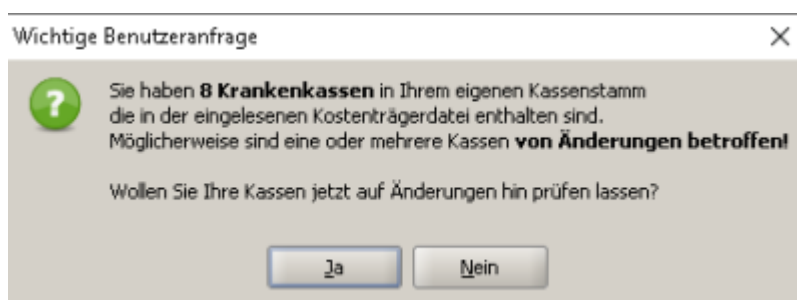 Wichtige Benutzeranfrage
Sie haben 8 Krankenkassen in Ihrem eigenen Kassenstamm
die in der eingelesenen Kostenträgerdatei enthalten sind.
Möglicherweise sind eine oder mehrere Kassen von Änderungen betroffen!
Wollen Sie Ihre Kassen jetzt auf Änderungen hin prüfen lassen?
Ja
Nein